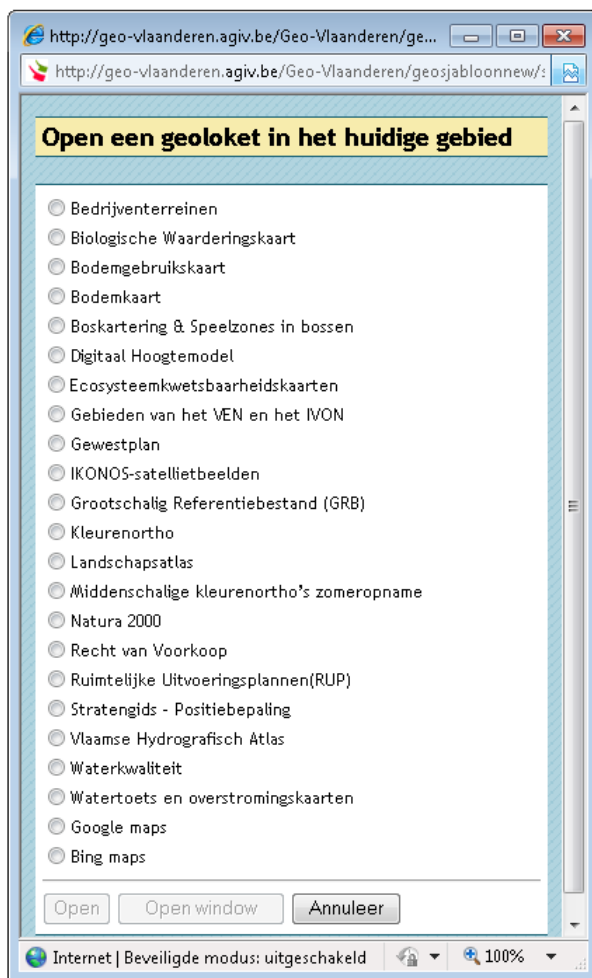 http://geo-vlaanderen.agiv.be/Geo-Vlaanderen/ge...
http://geo-vlaanderen.agiv.be/Geo-Vlaanderen/geosjabloonnew/s
Open een geoloket in het huidige gebied
Bedrijventerreinen
Biologische Waarderingskaart
Bodemgebruikskaart
Bodemkaart
Boskartering & Speelzones in bossen
Digitaal Hoogtemodel
Ecosysteemkwetsbaarheidskaarten
Gebieden van het VEN en het IVON
Gewestplan
IKONOS-satellietbeelden
Grootschalig Referentiebestand (GRB)
Kleurenortho
Landschapsatlas
Middenschalige kleurenortho's zomeropname
Natura 2000
Recht van Voorkoop
Ruimtelijke Uitvoeringsplannen(RUP)
Stratengids - Positiebepaling
Vlaamse Hydrografisch Atlas
Waterkwaliteit
Watertoets en overstromingskaarten
Google maps
Bing maps
Open Open window Annuleer
Internet | Beveiligde modus: uitgeschakeld 100%